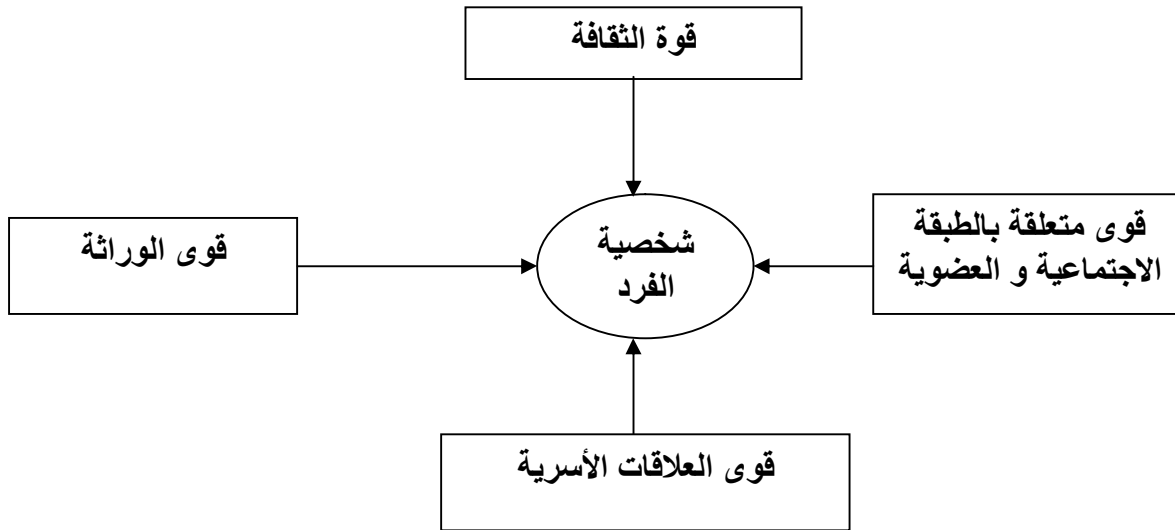 قوة الثقافة
قوى متعلقة بالطبقة
الاجتماعية و العضوية
شخصية
الفرد
قوى الوراثة
قوى العلاقات الأسرية